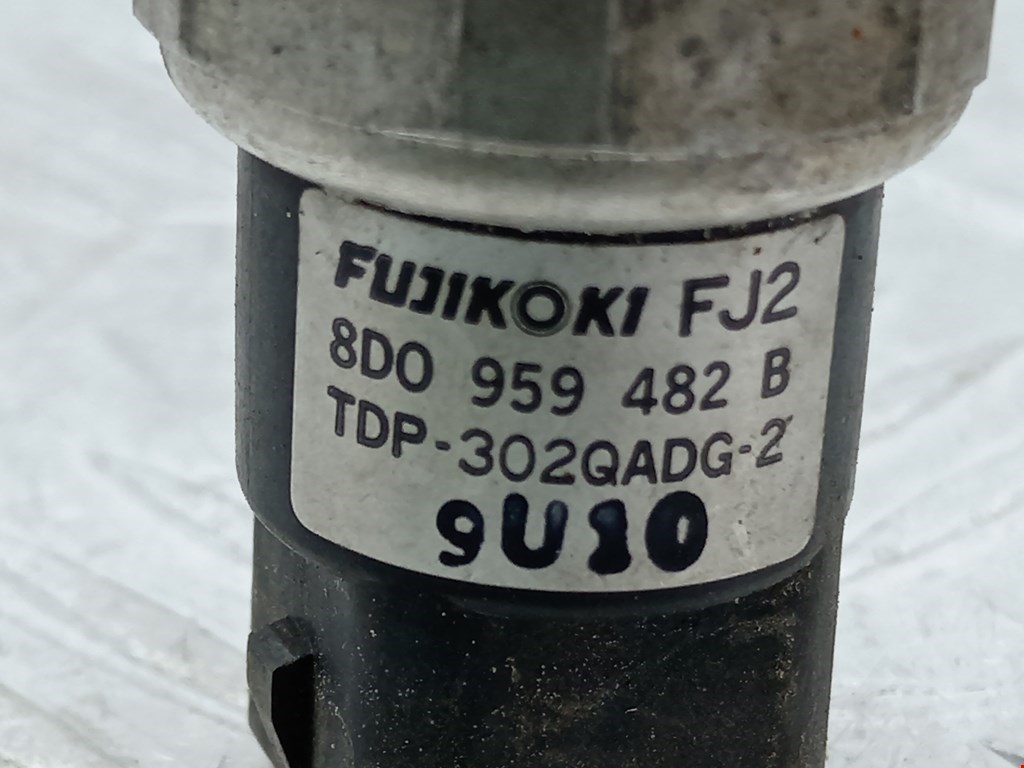 FUJIKOKI FJ2
8D0 959 482 B
TDP-302QADG-2
9U10